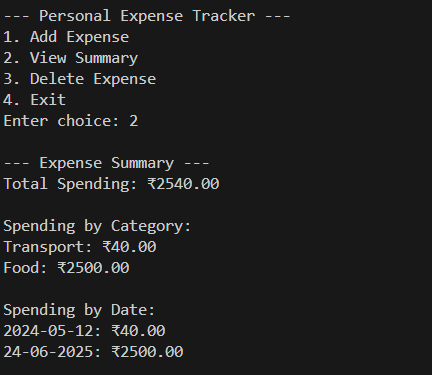 --- Personal Expense Tracker ---
1. Add Expense
2. View Summary
3. Delete Expense
4. Exit
Enter choice: 2
--- Expense Summary ---
Total Spending: ₹2540.00
Spending by Category:
Transport: ₹40.00
Food: ₹2500.00
Spending by Date:
2024-05-12: ₹40.00
24-06-2025: ₹2500.00